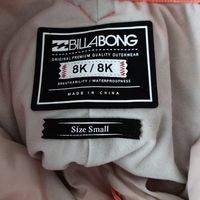 BILLABONG
ORIGINAL PREMIUM QUALITY OUTERWEAR
8K / 8K
BREATHABILITY / WATERPROOFNESS
MADE IN CHINA
Size Small